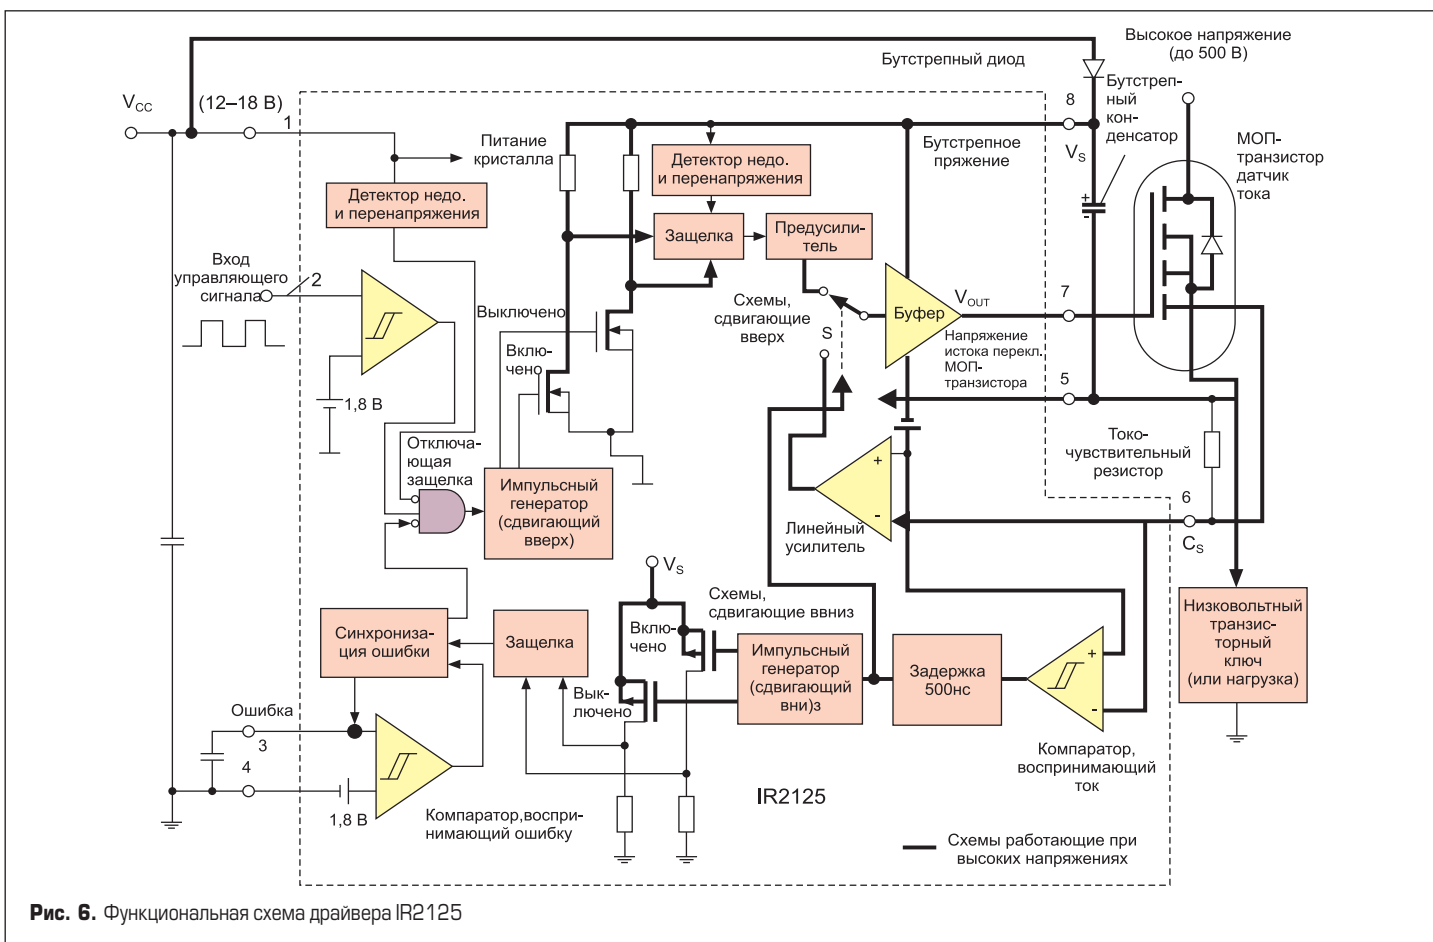 Высокое напряжение
(до 500 В)
Бутстрепный диод
Бутстреп-
ный
кон-
денсатор
V_CC
(12–18 В)
1
8
Питание
кристалла
Бутстрепное
пряжение
V_S
МОП-
транзистор
датчик
тока
Детектор недо.
и перенапряжения
Детектор недо.
и перенапряжения
+
-
Защелка
Предусили-
тель
Вход
управляющего
сигнала
2
Выключено
Вклю-
чено
Схемы,
сдвигающие
вверх
S
Буфер
V_OUT
7
Напряжение
истока перекл.
МОП-
транзистора
5
1,8 В
Отключа-
ющая
защелка
Импульсный
генератор
(сдвигающий
вверх)
+
-
Линейный
усилитель
Токо-
чувствительный
резистор
6
C_S
V_S
Схемы,
сдвигающие ввниз
Синхрониза-
ция ошибки
Защелка
Вклю-
чено
Вык-
лючено
Импульсный
генератор
(сдвигающий
вни)з
Задержка
500нс
+
-
Низковольтный
транзис-
торный
ключ
(или нагрузка)
Ошибка
3
4
1,8 В
Компаратор,воспри-
нимающий ошибку
Компаратор,
воспринимающий
ток
IR2125
Схемы работающие при
высоких напряжениях
Рис. 6. Функциональная схема драйвера IR2125